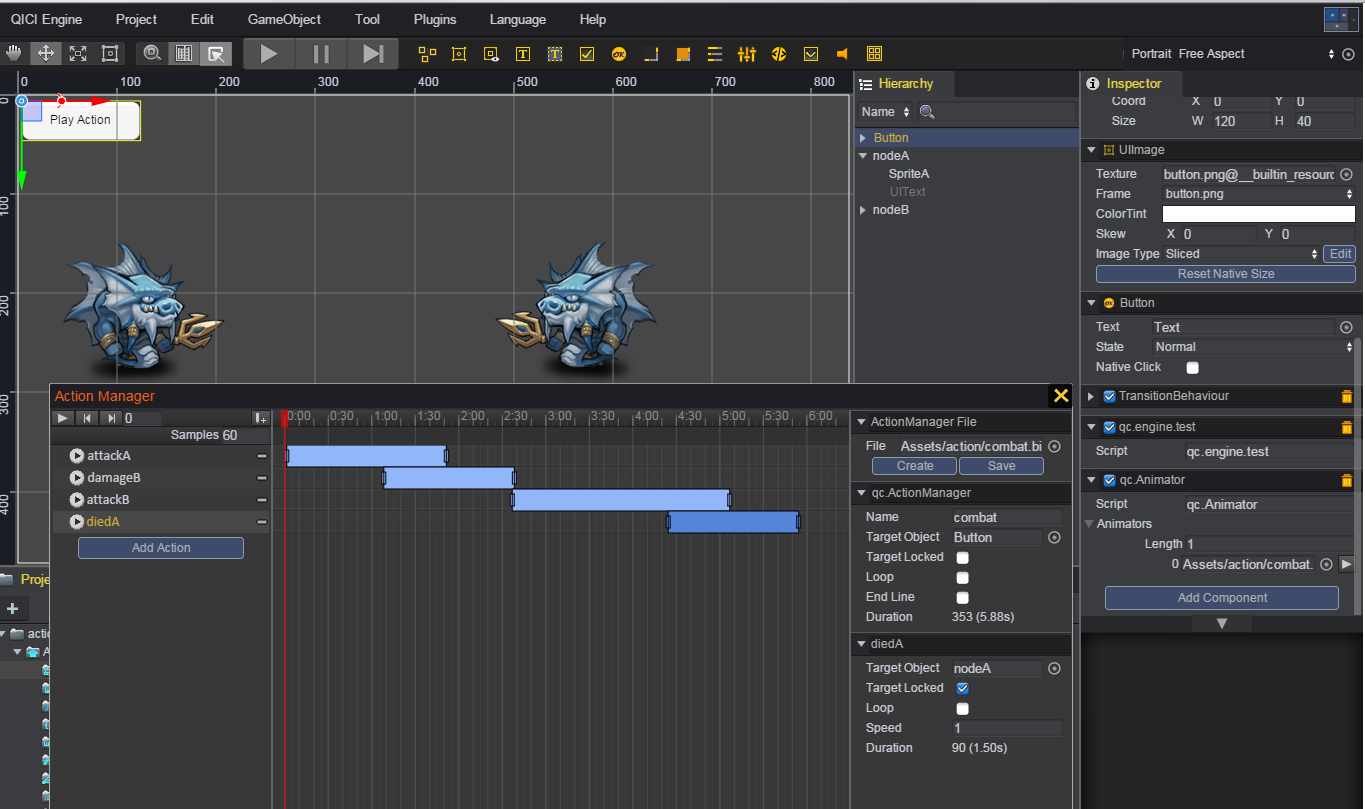 QICI Engine Project Edit GameObject Tool Plugins Language Help
Portrait Free Aspect
0 100 200 300 400 500 600 700 800
0
100
200
300
400
Play Action
Hierarchy
Name
Button
nodeA
SpriteA
UIText
nodeB
Inspector
Coord X 0 Y 0
Size W 120 H 40
UIImage
Texture button.png@__builtin_resourc
Frame button.png
ColorTint
Skew X 0 Y 0
Image Type Sliced Edit
Reset Native Size
Button
Text Text
State Normal
Native Click
TransitionBehaviour
qc.engine.test
Script qc.engine.test
qc.Animator
Script qc.Animator
Animators
Length 1
0 Assets/action/combat.
Add Component
Action Manager
0
Samples 60
0:00 0:30 1:00 1:30 2:00 2:30 3:00 3:30 4:00 4:30 5:00 5:30 6:00
attackA
damageB
attackB
diedA
Add Action
ActionManager File
File Assets/action/combat.bi
Create Save
qc.ActionManager
Name combat
Target Object Button
Target Locked
Loop
End Line
Duration 353 (5.88s)
diedA
Target Object nodeA
Target Locked
Loop
Speed 1
Duration 90 (1.50s)
Proje
actio
A